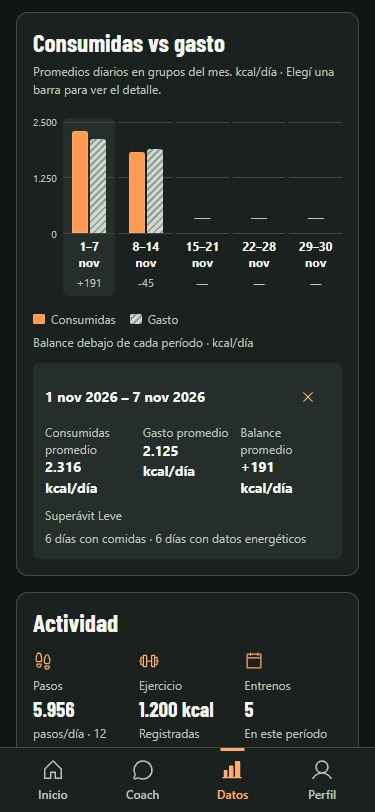 Consumidas vs gasto
Promedios diarios en grupos del mes. kcal/día · Elegí una
barra para ver el detalle.
2.500
1.250
0
1–7 nov
8–14 nov
15–21 nov
22–28 nov
29–30 nov
+191
-45
—
—
—
Consumidas
Gasto
Balance debajo de cada período · kcal/día
1 nov 2026 – 7 nov 2026
Consumidas
promedio
2.316
kcal/día
Gasto promedio
2.125
kcal/día
Balance
promedio
+191
kcal/día
Superávit Leve
6 días con comidas · 6 días con datos energéticos
Actividad
Pasos
5.956
pasos/día · 12
Ejercicio
1.200 kcal
Registradas
Entrenos
5
En este período
Inicio
Coach
Datos
Perfil